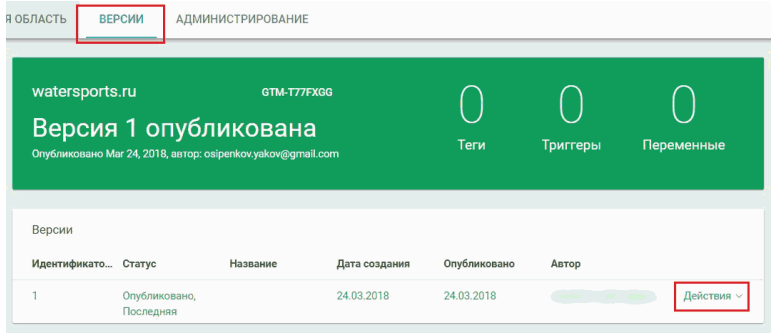 Я ОБЛАСТЬ ВЕРСИИ АДМИНИСТРИРОВАНИЕ
watersports.ru GTM-T77FXGG
Версия 1 опубликована
Опубликовано Mar 24, 2018, автор: osipenkov.yakov@gmail.com
0 0 0
Теги Триггеры Переменные
Версии
Идентификато... Статус Название Дата создания Опубликовано Автор
1 Опубликовано, 24.03.2018 24.03.2018 Действия
Последняя